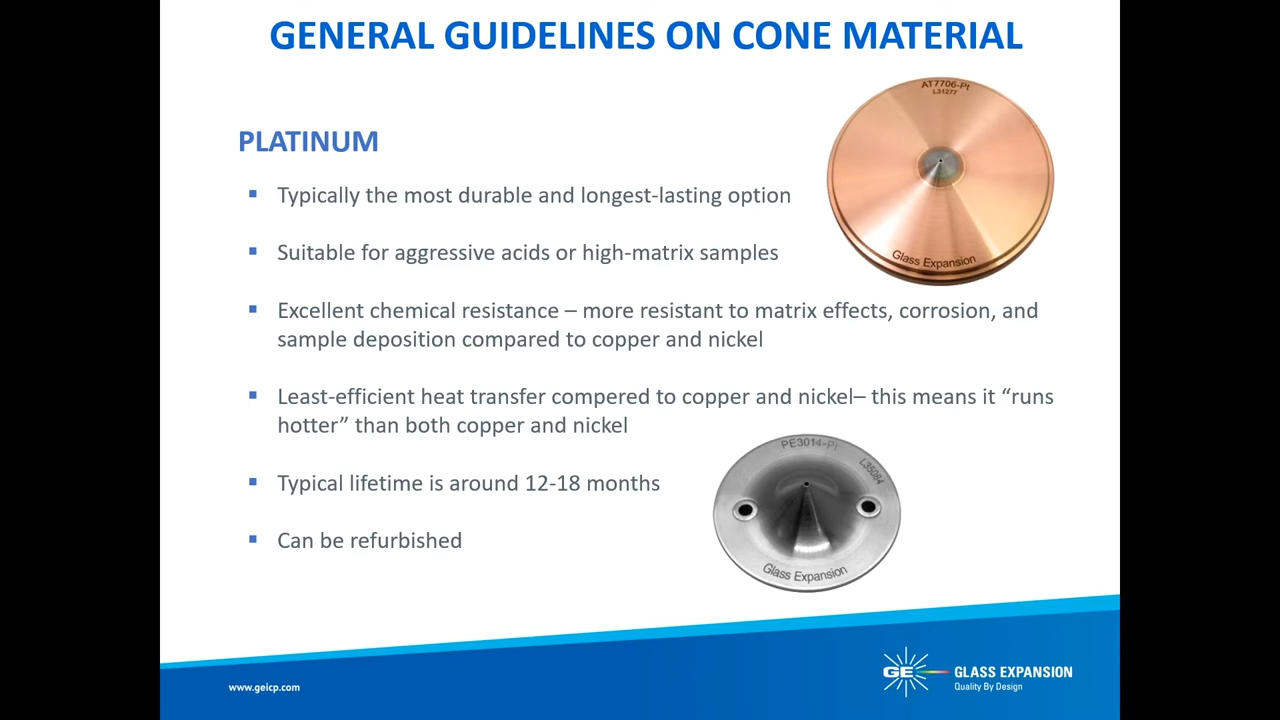 GENERAL GUIDELINES ON CONE MATERIAL
AT7706-Pt
L31277
Glass Expansion
PLATINUM
▪ Typically the most durable and longest-lasting option
▪ Suitable for aggressive acids or high-matrix samples
▪ Excellent chemical resistance – more resistant to matrix effects, corrosion, and
sample deposition compared to copper and nickel
▪ Least-efficient heat transfer compered to copper and nickel– this means it “runs
hotter” than both copper and nickel
▪ Typical lifetime is around 12-18 months
▪ Can be refurbished
PE3014-Pt
L35084
Glass Expansion
www.geicp.com
GE
GLASS EXPANSION
Quality By Design